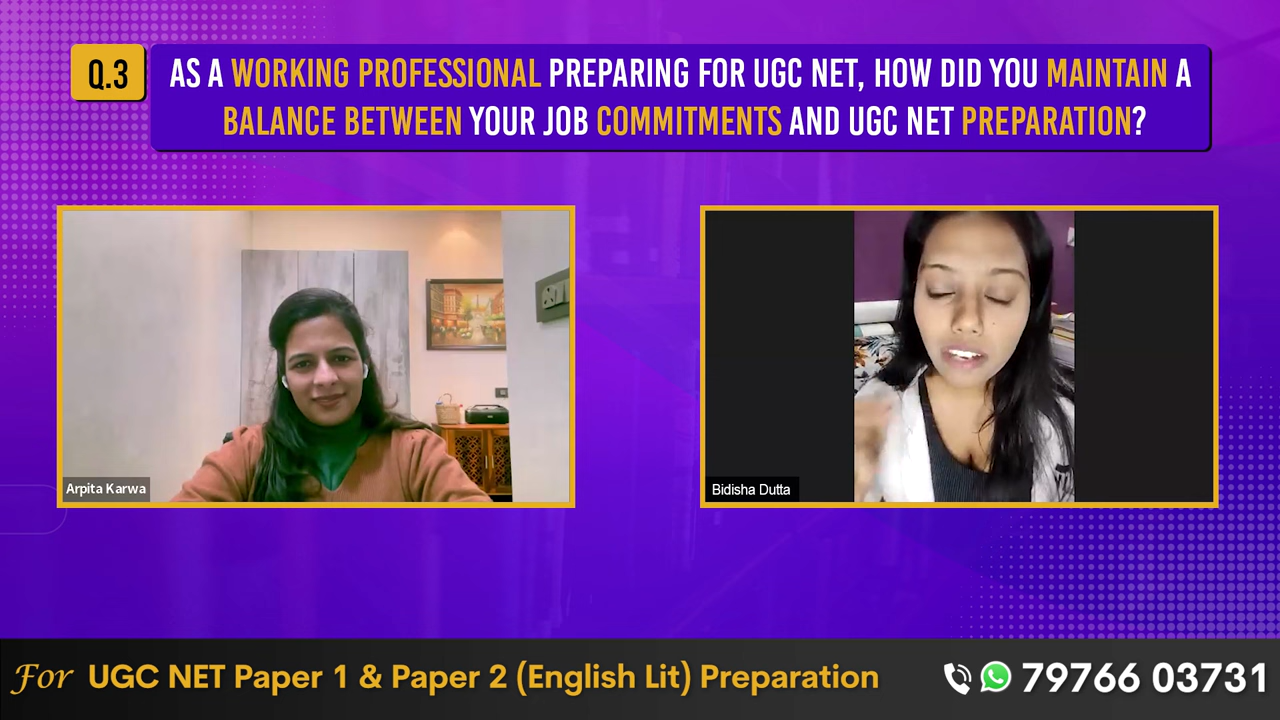 Q.3
AS A WORKING PROFESSIONAL PREPARING FOR UGC NET, HOW DID YOU MAINTAIN A
BALANCE BETWEEN YOUR JOB COMMITMENTS AND UGC NET PREPARATION?
Arpita Karwa
Bidisha Dutta
For UGC NET Paper 1 & Paper 2 (English Lit) Preparation
79766 03731